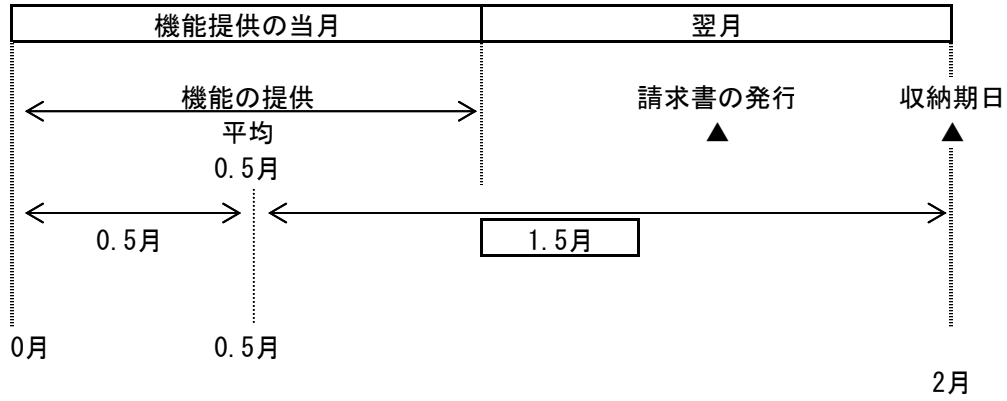 機能提供の当月 翌月
機能の提供 請求書の発行 収納期日
平均 ▲ ▲
0.5月
0.5月 1.5月
0月 0.5月
2月